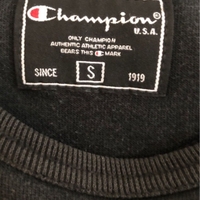 Champion
U.S.A.
ONLY CHAMPION
AUTHENTIC ATHLETIC APPAREL
BEARS THIS C MARK
SINCE S 1919